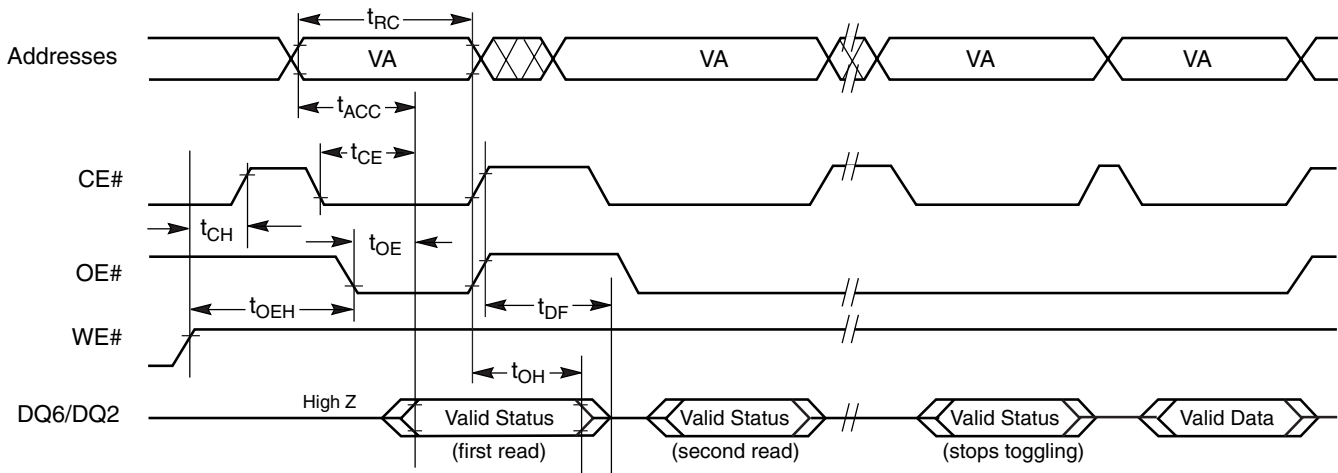 tRC
Addresses VA VA VA VA
tACC
tCE
CE#
tCH tOE
OE#
tOEH tDF
WE#
tOH
DQ6/DQ2 High Z Valid Status Valid Status Valid Status Valid Data
(first read) (second read) (stops toggling)